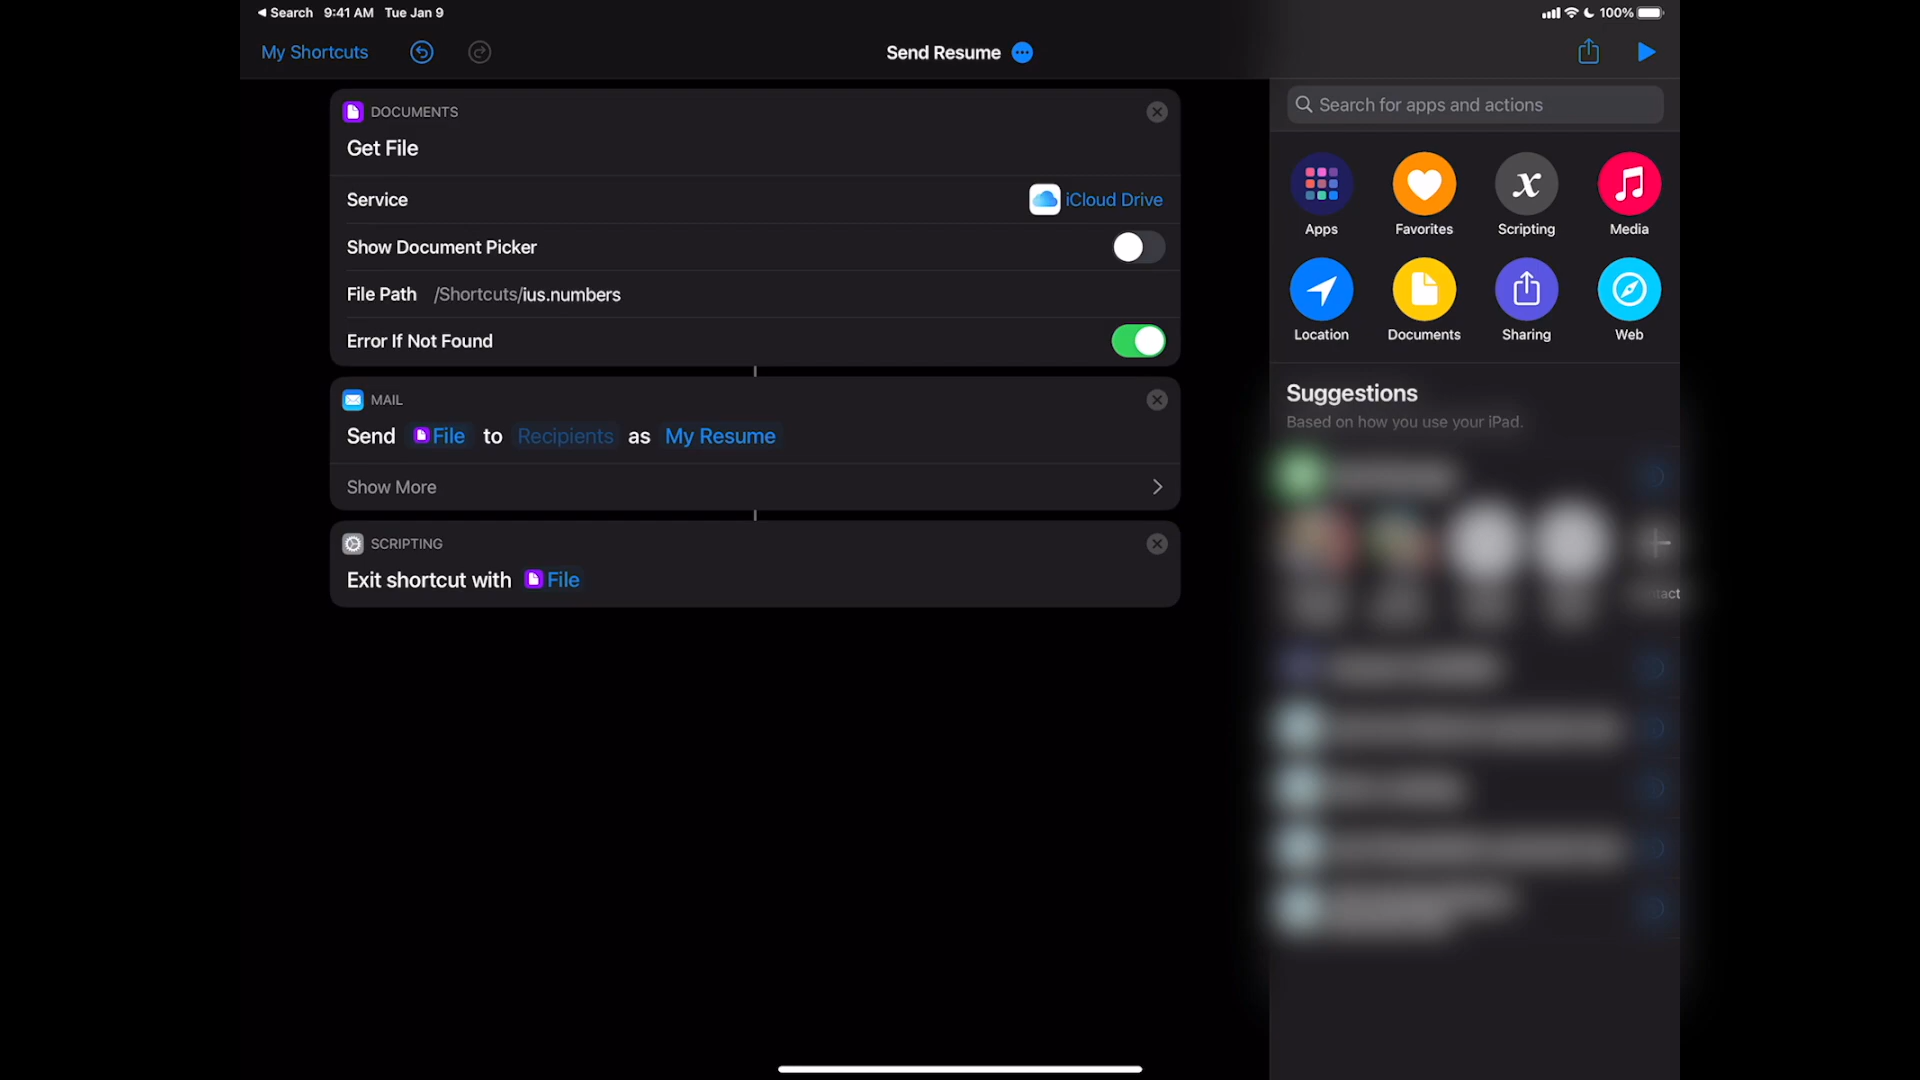 Search 9:41 AM Tue Jan 9
100%
My Shortcuts
Send Resume
Search for apps and actions
DOCUMENTS
Get File
Service
iCloud Drive
Show Document Picker
File Path /Shortcuts/ius.numbers
Error If Not Found
MAIL
Send File to Recipients as My Resume
Show More
SCRIPTING
Exit shortcut with File
Apps
Favorites
Scripting
Media
Location
Documents
Sharing
Web
Suggestions
Based on how you use your iPad.